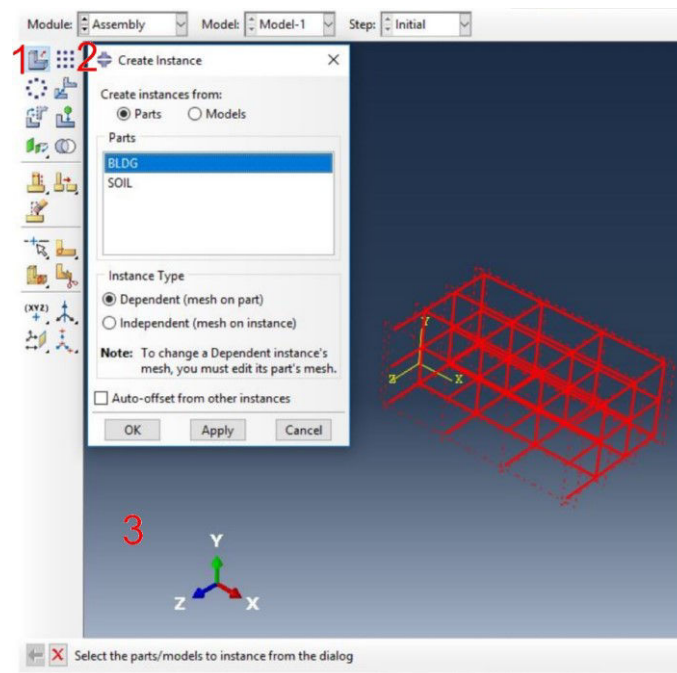 Module: Assembly Model: Model-1 Step: Initial
1 2 Create Instance
Create instances from:
Parts Models
Parts
BLDG
SOIL
Instance Type
Dependent (mesh on part)
Independent (mesh on instance)
Note: To change a Dependent instance's
mesh, you must edit its part's mesh.
Auto-offset from other instances
OK Apply Cancel
(XYZ)
Y
Z X
3
Y
Z X
Select the parts/models to instance from the dialog